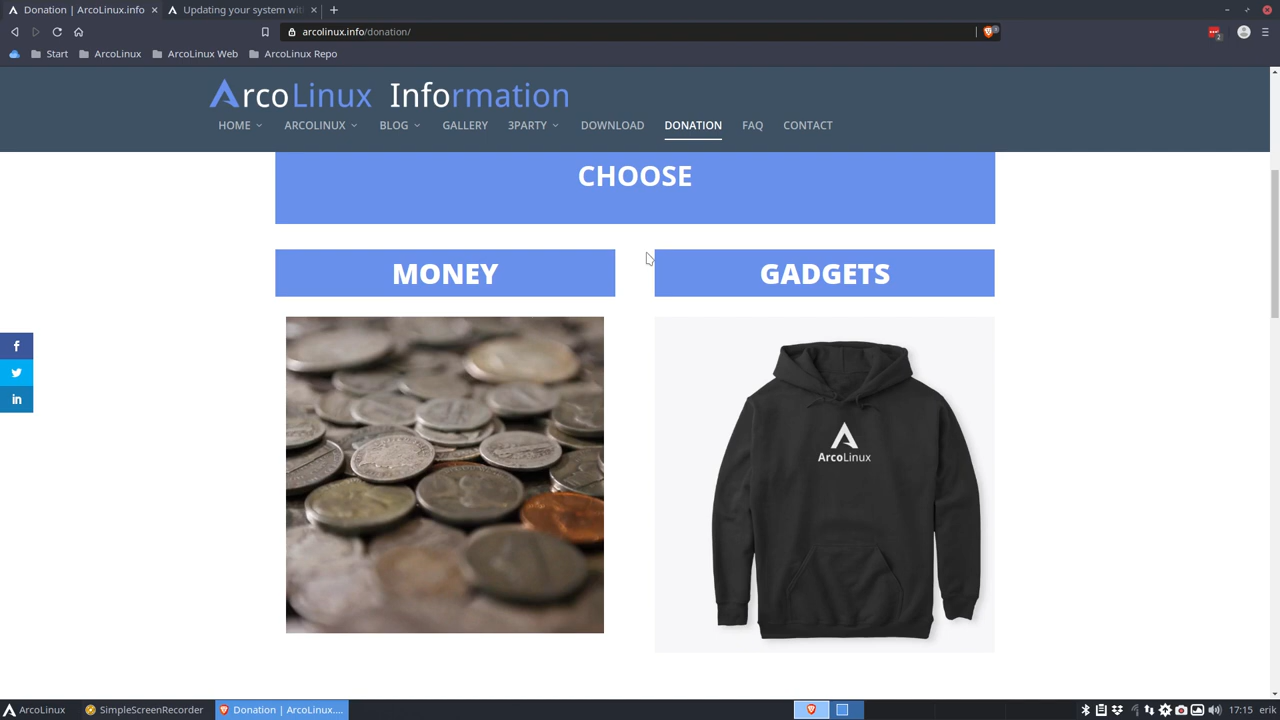 Donation | ArcoLinux.info
Updating your system wit
arcolinux.info/donation/
2
Start ArcoLinux ArcoLinux Web ArcoLinux Repo
ArcoLinux Information
HOME ARCOLINUX BLOG GALLERY 3PARTY DOWNLOAD DONATION FAQ CONTACT
CHOOSE
MONEY
GADGETS
f
in
ArcoLinux
ArcoLinux SimpleScreenRecorder Donation | ArcoLinux.... 17:15 erik